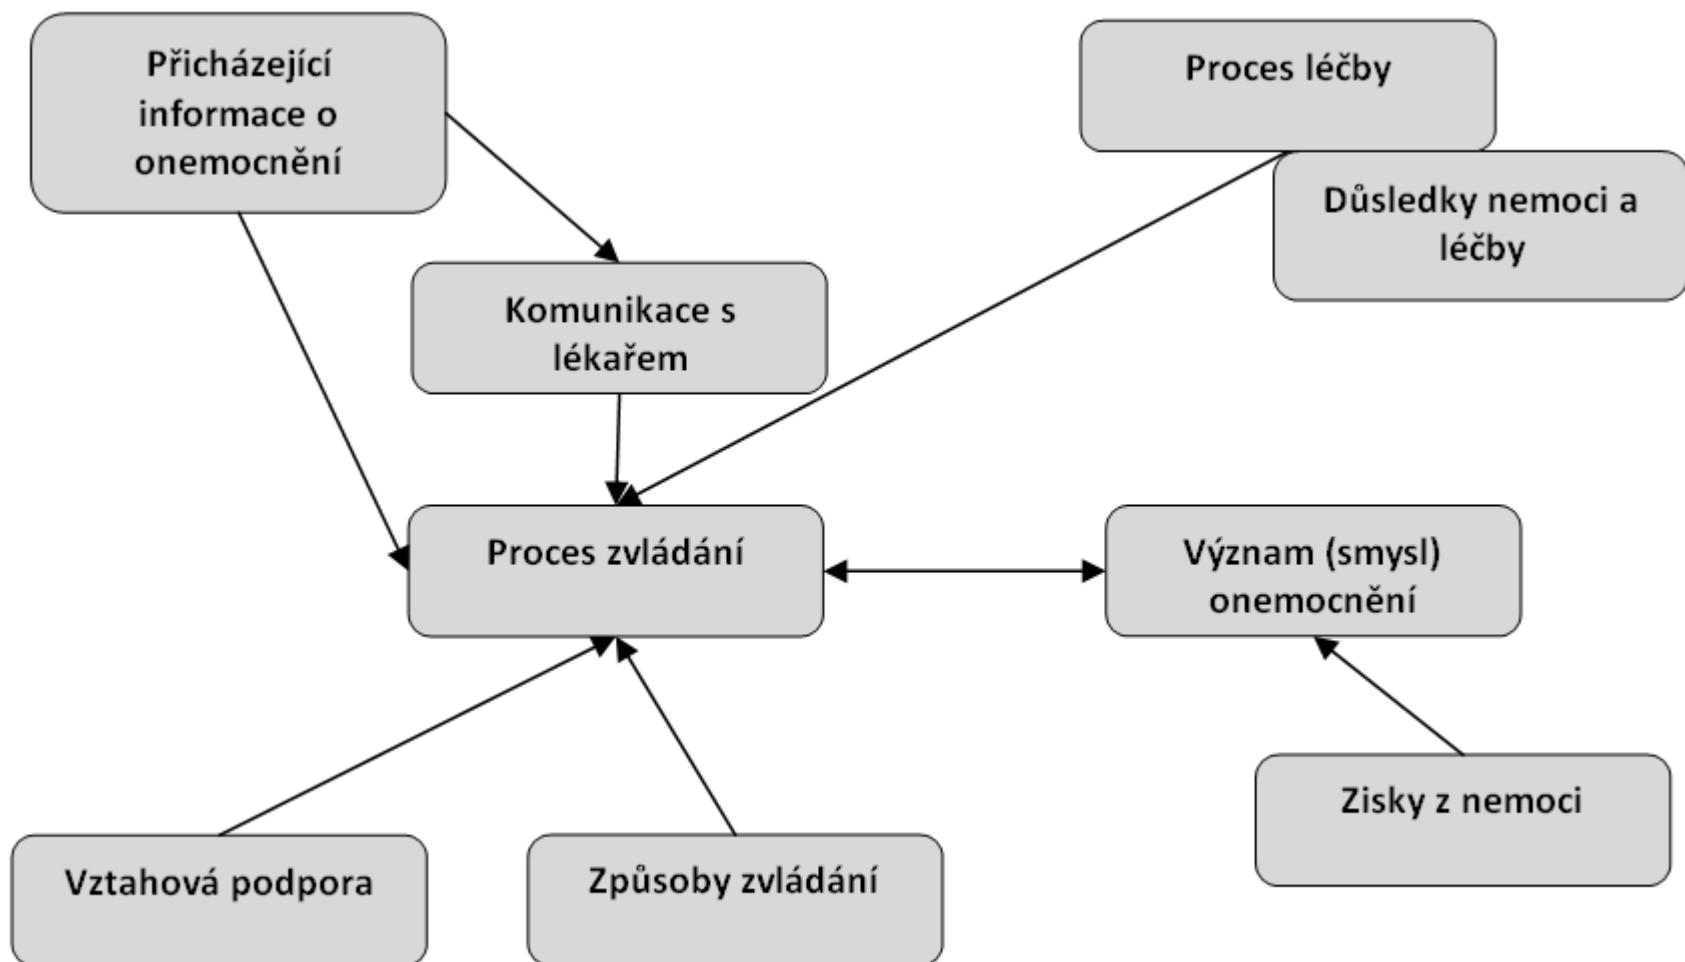 Přicházející
informace o
onemocnění
Proces léčby
Důsledky nemoci a
léčby
Komunikace s
lékařem
Proces zvládání
Význam (smysl)
onemocnění
Zisky z nemoci
Vztahová podpora
Způsoby zvládání